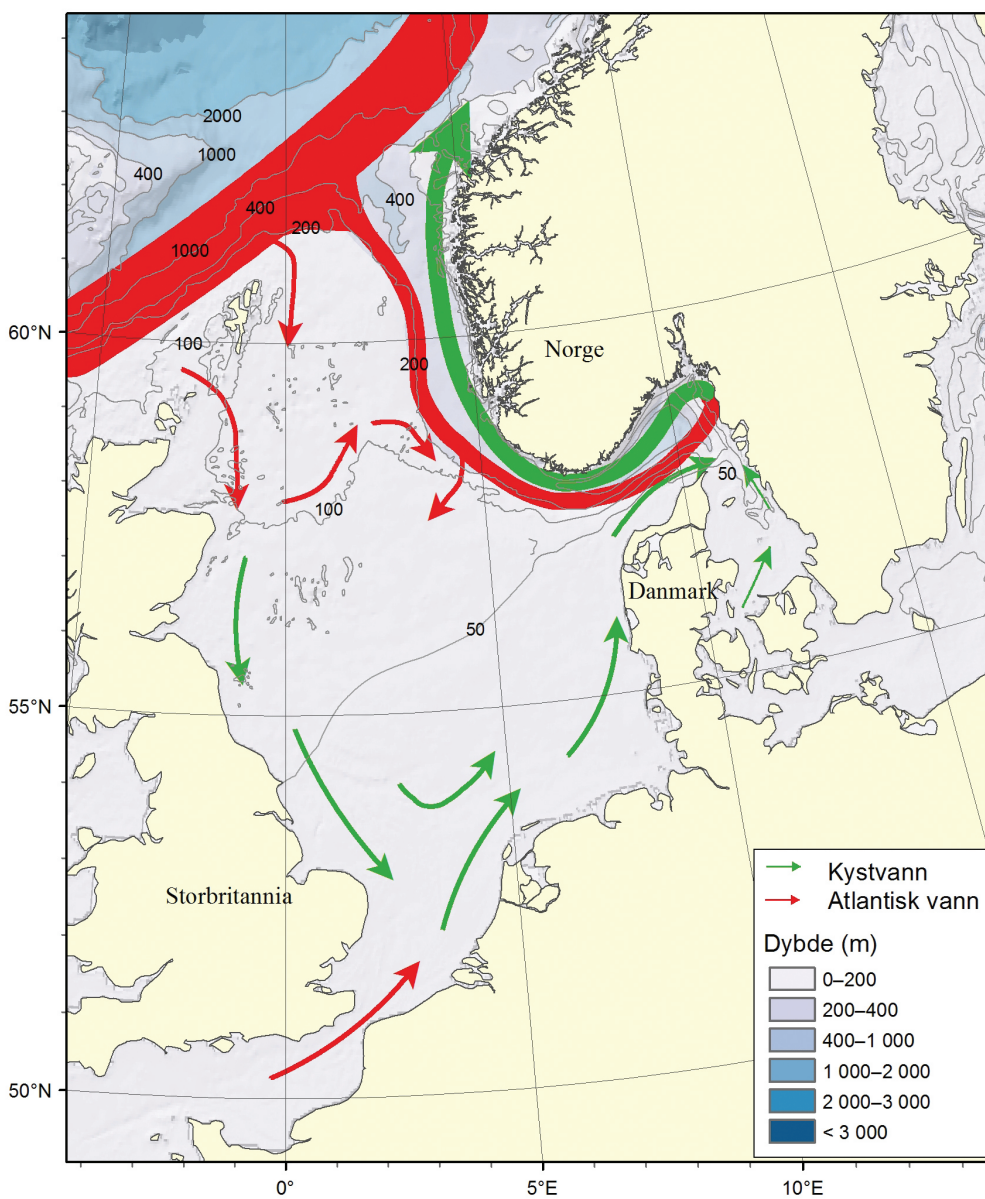 2000
1000
400
400
400
200
1000
60°N
100
200
Norge
50
100
Danmark
50
55°N
Storbritannia
Kystvann
Atlantisk vann
Dybde (m)
0–200
200–400
400–1 000
1 000–2 000
2 000–3 000
< 3 000
50°N
0°
5°E
10°E